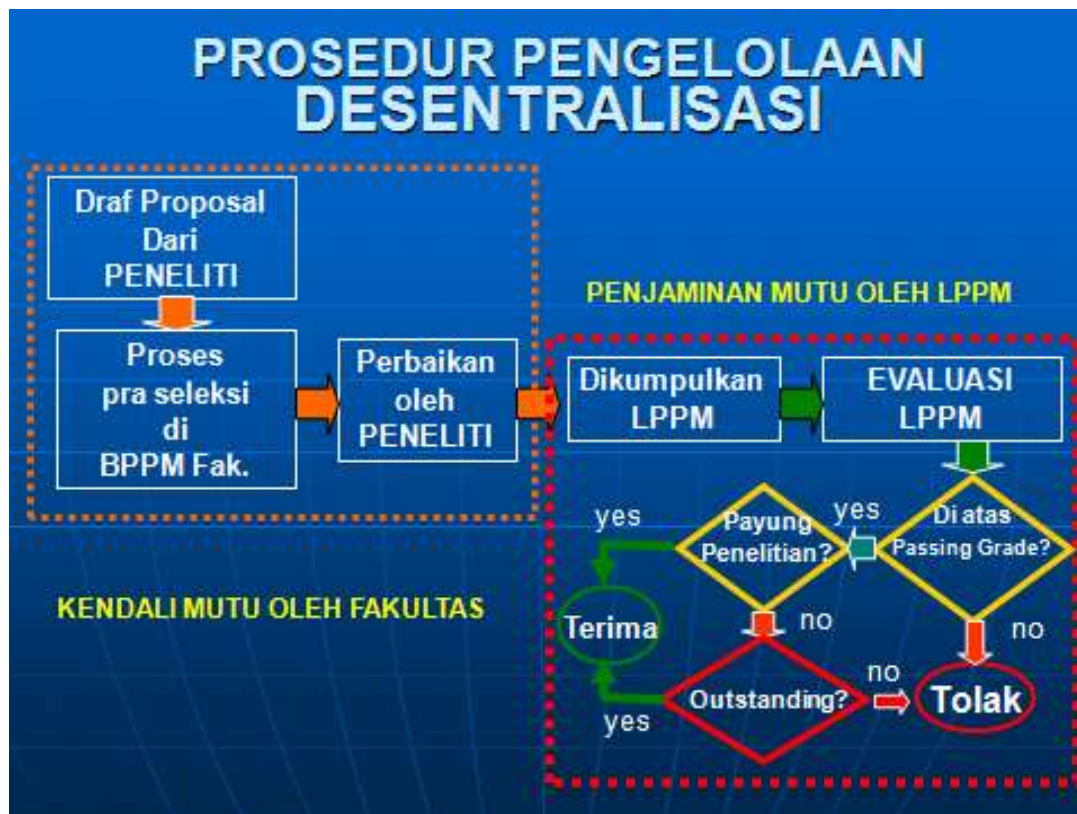 PROSEDUR PENGELOLAAN
DESENTRALISASI
Draf Proposal
Dari
PENELITI
Proses
pra seleksi
di
BPPM Fak.
Perbaikan
oleh
PENELITI
KENDALI MUTU OLEH FAKULTAS
PENJAMINAN MUTU OLEH LPPM
Dikumpulkan
LPPM
EVALUASI
LPPM
Di atas
Passing Grade?
yes
no
Payung
Penelitian?
yes
no
Terima
Outstanding?
yes
no
Tolak